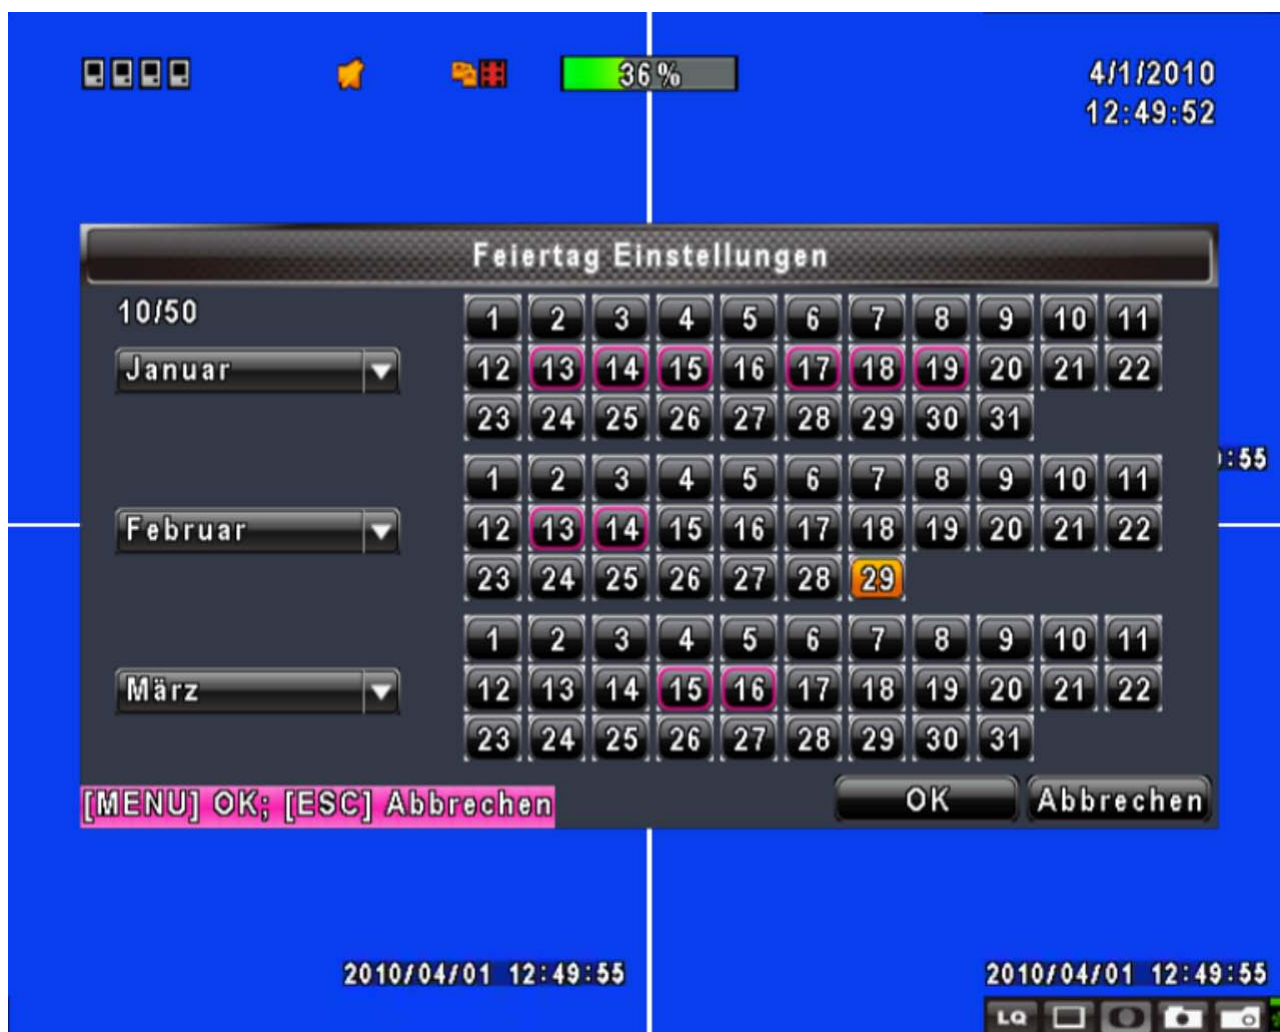 36%
4/1/2010
12:49:52
Feiertag Einstellungen
10/50
Januar
1 2 3 4 5 6 7 8 9 10 11
12 13 14 15 16 17 18 19 20 21 22
23 24 25 26 27 28 29 30 31
Februar
1 2 3 4 5 6 7 8 9 10 11
12 13 14 15 16 17 18 19 20 21 22
23 24 25 26 27 28 29
März
1 2 3 4 5 6 7 8 9 10 11
12 13 14 15 16 17 18 19 20 21 22
23 24 25 26 27 28 29 30 31
:55
[MENU] OK; [ESC] Abbrechen
OK
Abbrechen
2010/04/01 12:49:55
2010/04/01 12:49:55
LQ